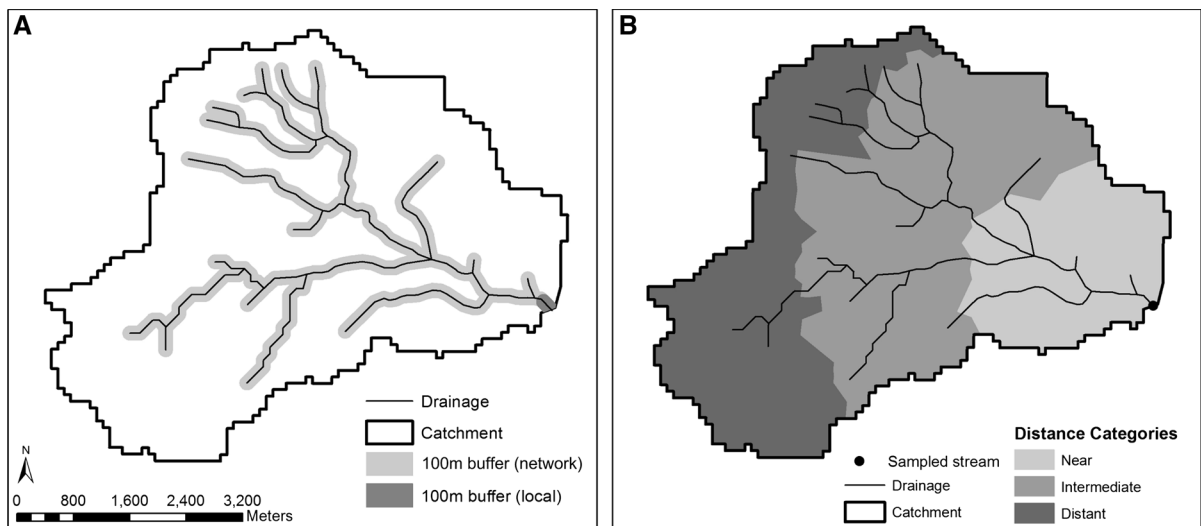 A
Drainage
Catchment
100m buffer (network)
100m buffer (local)
N
0 800 1,600 2,400 3,200
Meters
B
Sampled stream
Drainage
Catchment
Distance Categories
Near
Intermediate
Distant